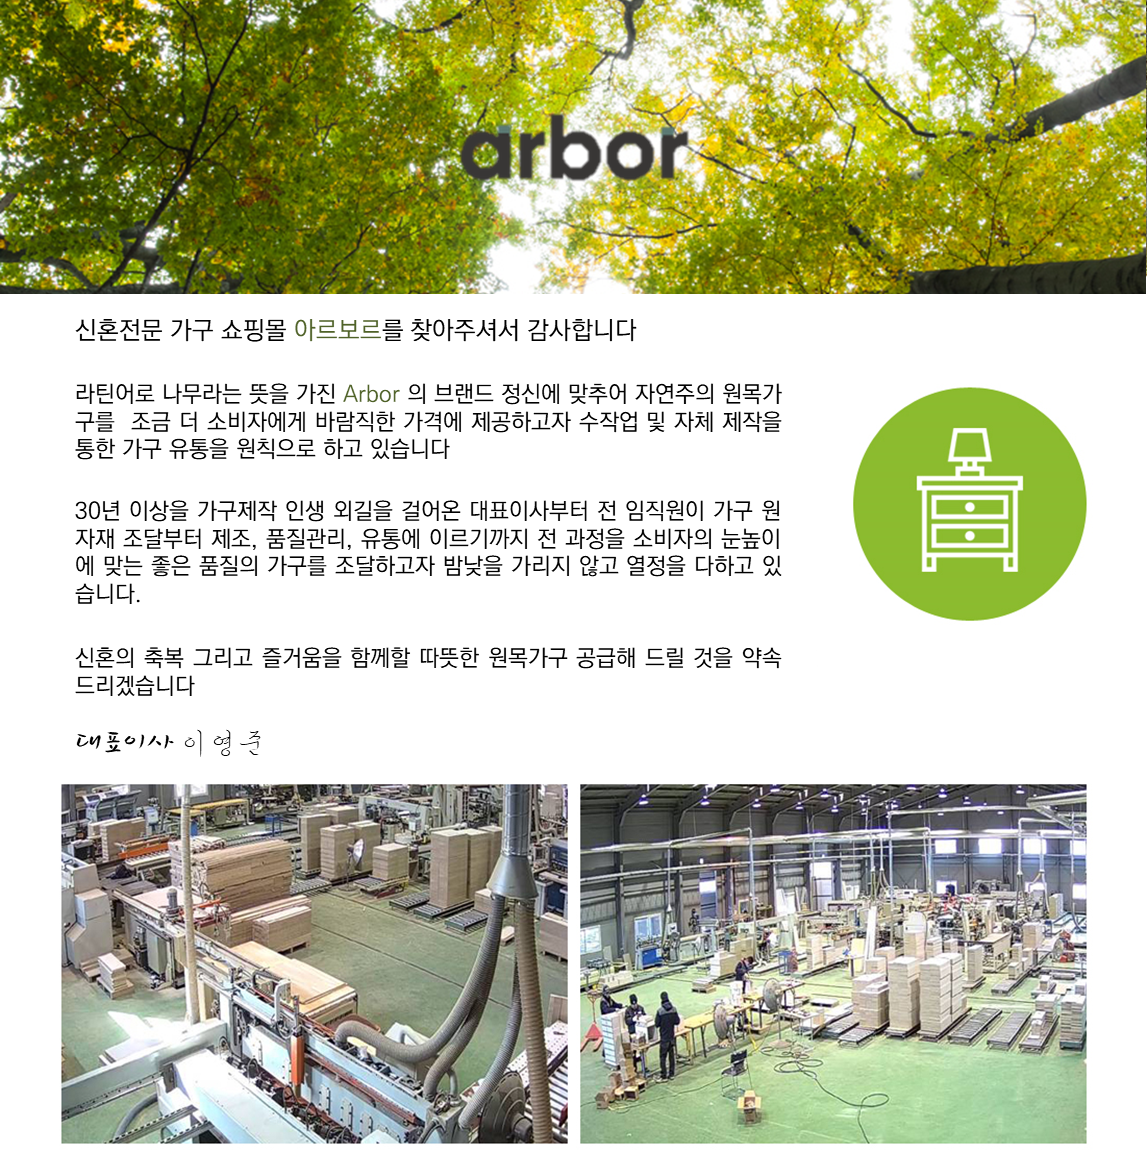 arbor
신혼전문 가구 쇼핑몰 아르보르를 찾아주셔서 감사합니다
라틴어로 나무라는 뜻을 가진 Arbor 의 브랜드 정신에 맞추어 자연주의 원목가
구를 조금 더 소비자에게 바람직한 가격에 제공하고자 수작업 및 자체 제작을
통한 가구 유통을 원칙으로 하고 있습니다
30년 이상을 가구제작 인생 외길을 걸어온 대표이사부터 전 임직원이 가구 원
자재 조달부터 제조, 품질관리, 유통에 이르기까지 전 과정을 소비자의 눈높이
에 맞는 좋은 품질의 가구를 조달하고자 밤낮을 가리지 않고 열정을 다하고 있
습니다.
신혼의 축복 그리고 즐거움을 함께할 따뜻한 원목가구 공급해 드릴 것을 약속
드리겠습니다
대표이사 이영준